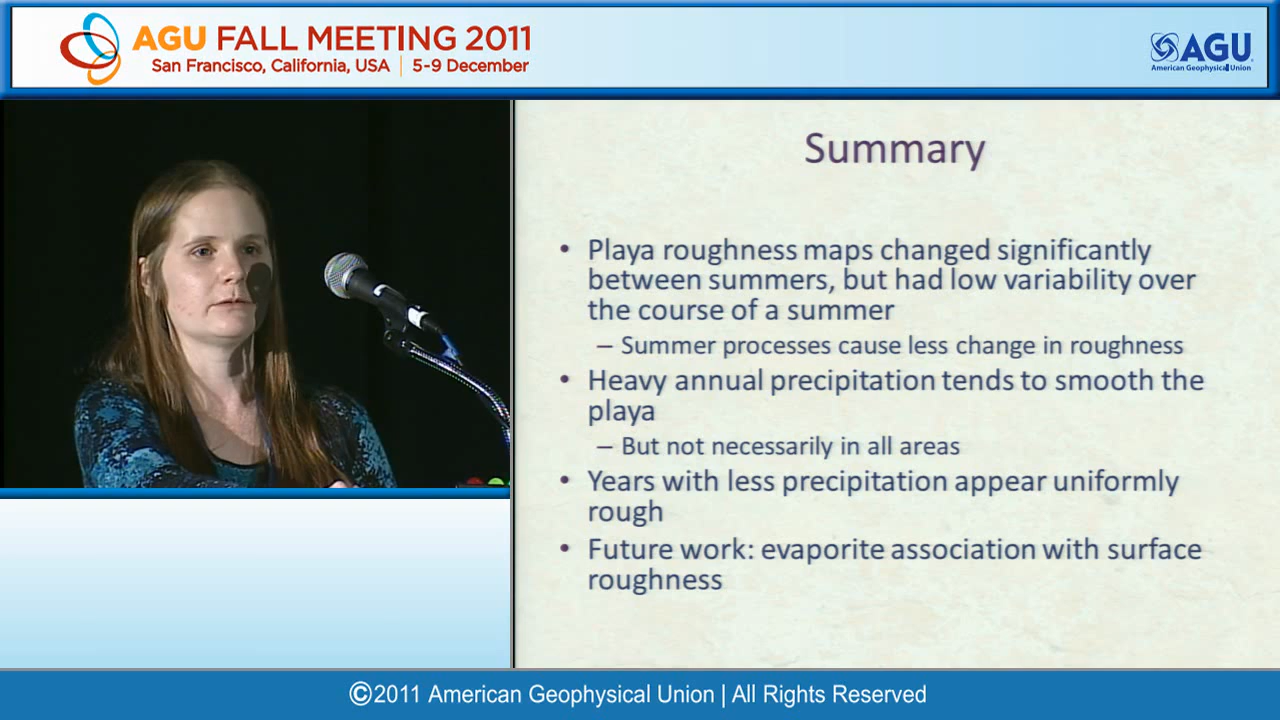 AGU FALL MEETING 2011
San Francisco, California, USA | 5-9 December
AGU
American Geophysical Union
Summary
• Playa roughness maps changed significantly
between summers, but had low variability over
the course of a summer
– Summer processes cause less change in roughness
• Heavy annual precipitation tends to smooth the
playa
– But not necessarily in all areas
• Years with less precipitation appear uniformly
rough
• Future work: evaporite association with surface
roughness
©2011 American Geophysical Union | All Rights Reserved